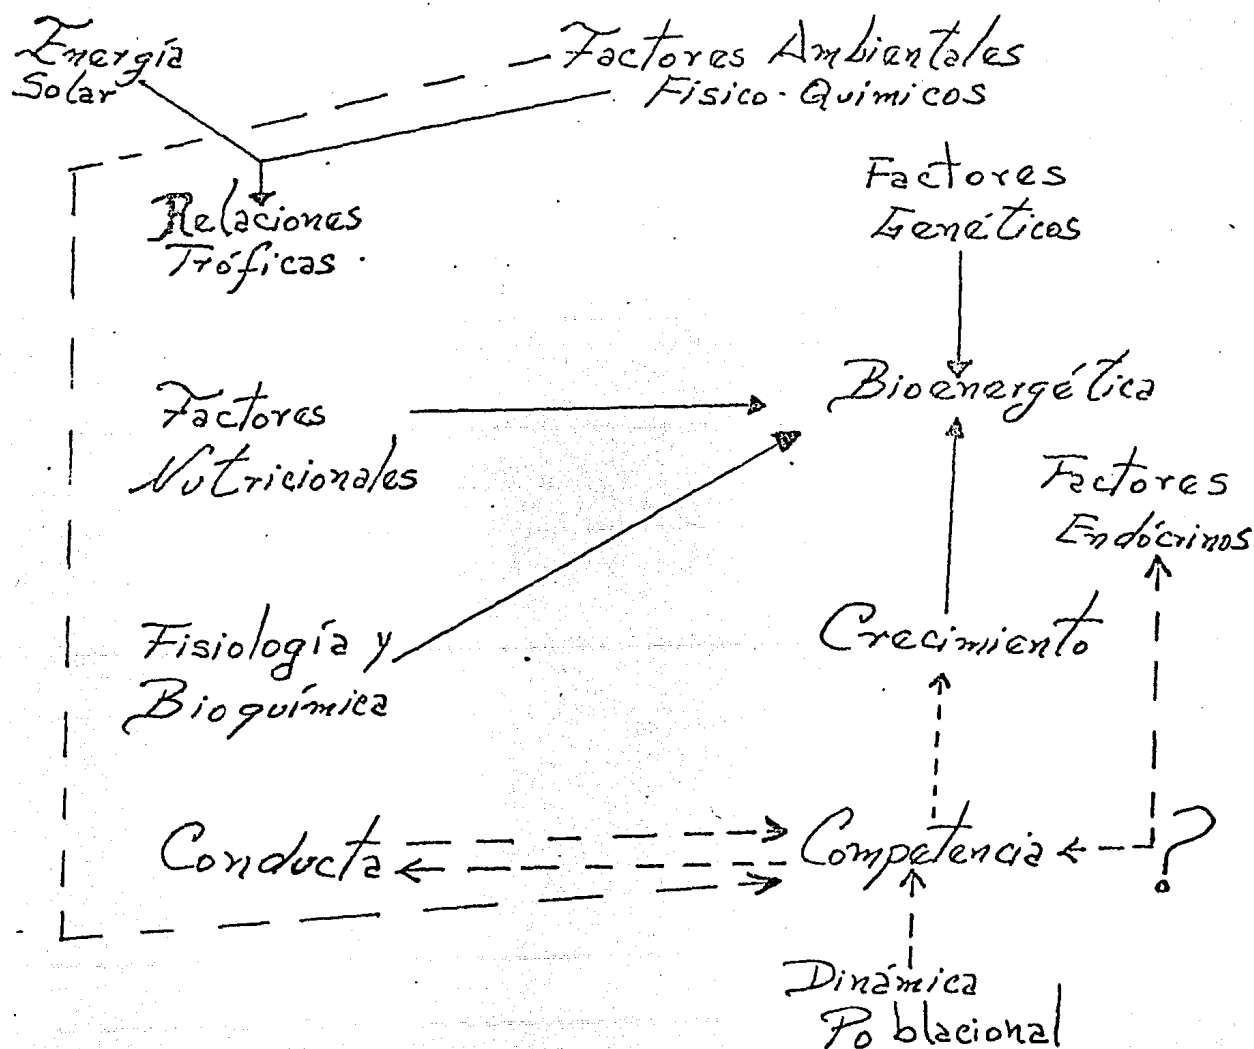 Energía
Solar
Factores Ambientales
Físico-Químicos
Factores
Genéticos
Relaciones
Tróficas.
Bioenergética
Factores
Nutricionales
Factores
Endócrinos
Fisiología y
Bioquímica
Crecimiento
Conducta
Competencia
?
Dinámica
Poblacional